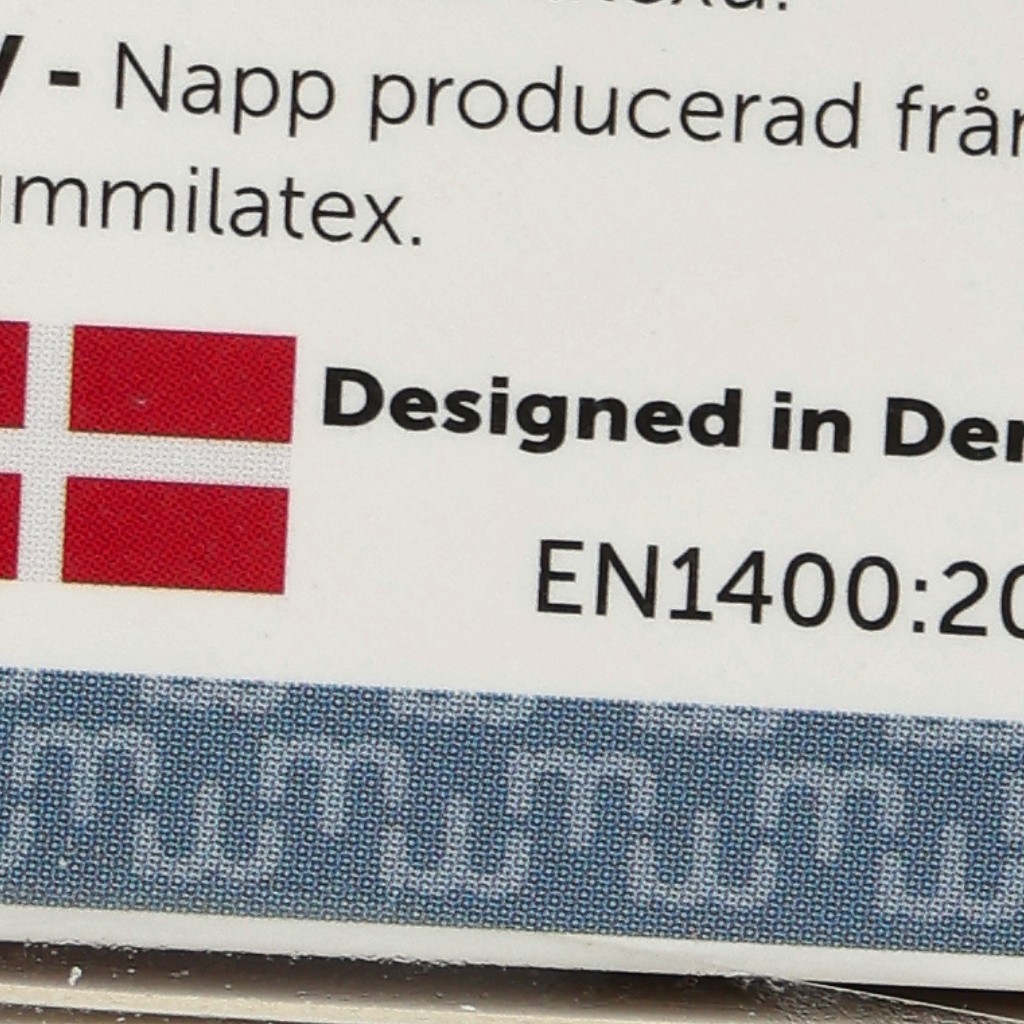 - Napp producerad från
ummilatex.
Designed in Den
EN1400:20